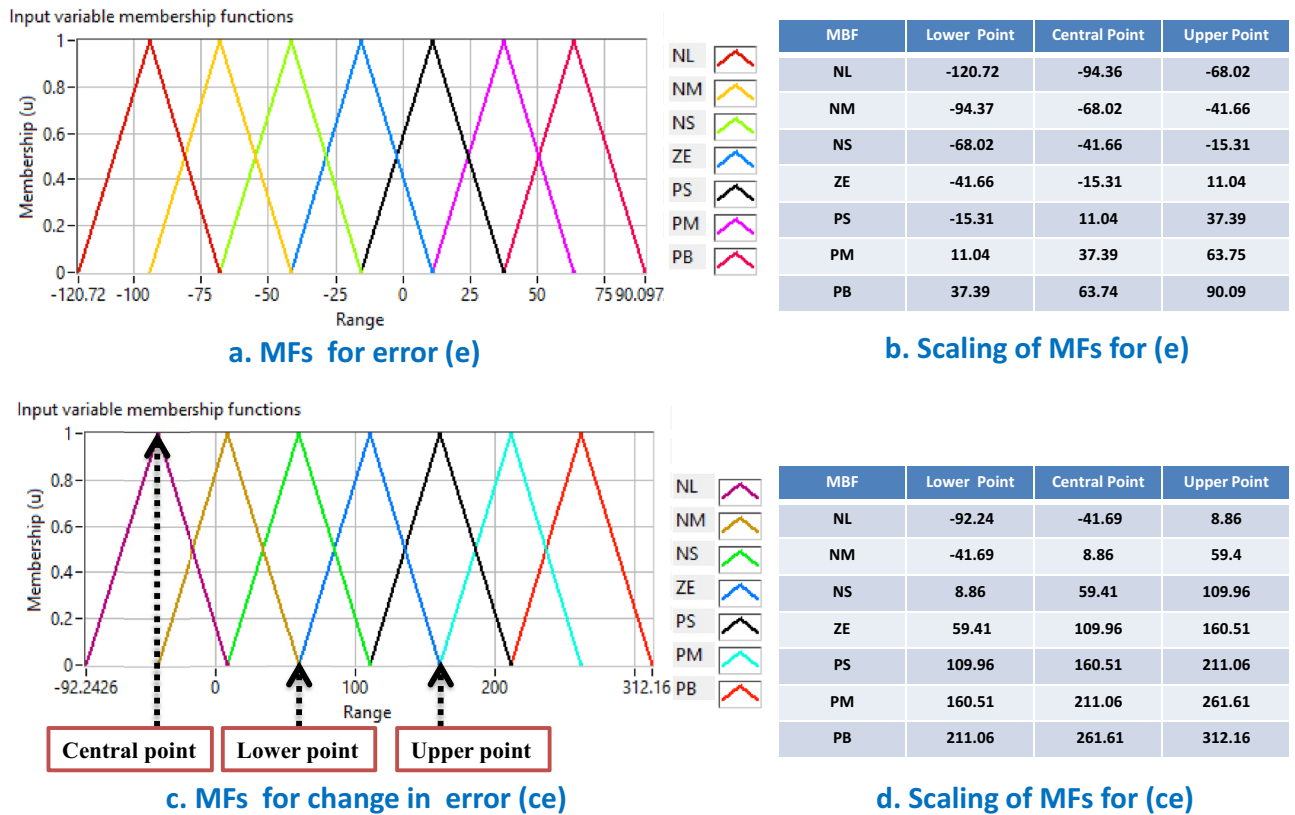 Input variable membership functions
1
0.8
0.6
0.4
0.2
0
Membership (u)
-120.72 -100 -75 -50 -25 0 25 50 75 90.097
Range
NL
NM
NS
ZE
PS
PM
PB
a. MFs for error (e)
MBF Lower Point Central Point Upper Point
NL -120.72 -94.36 -68.02
NM -94.37 -68.02 -41.66
NS -68.02 -41.66 -15.31
ZE -41.66 -15.31 11.04
PS -15.31 11.04 37.39
PM 11.04 37.39 63.75
PB 37.39 63.74 90.09
b. Scaling of MFs for (e)
Input variable membership functions
1
0.8
0.6
0.4
0.2
0
Membership (u)
-92.2426 0 100 200 312.16
Range
NL
NM
NS
ZE
PS
PM
PB
Central point Lower point Upper point
c. MFs for change in error (ce)
MBF Lower Point Central Point Upper Point
NL -92.24 -41.69 8.86
NM -41.69 8.86 59.4
NS 8.86 59.41 109.96
ZE 59.41 109.96 160.51
PS 109.96 160.51 211.06
PM 160.51 211.06 261.61
PB 211.06 261.61 312.16
d. Scaling of MFs for (ce)